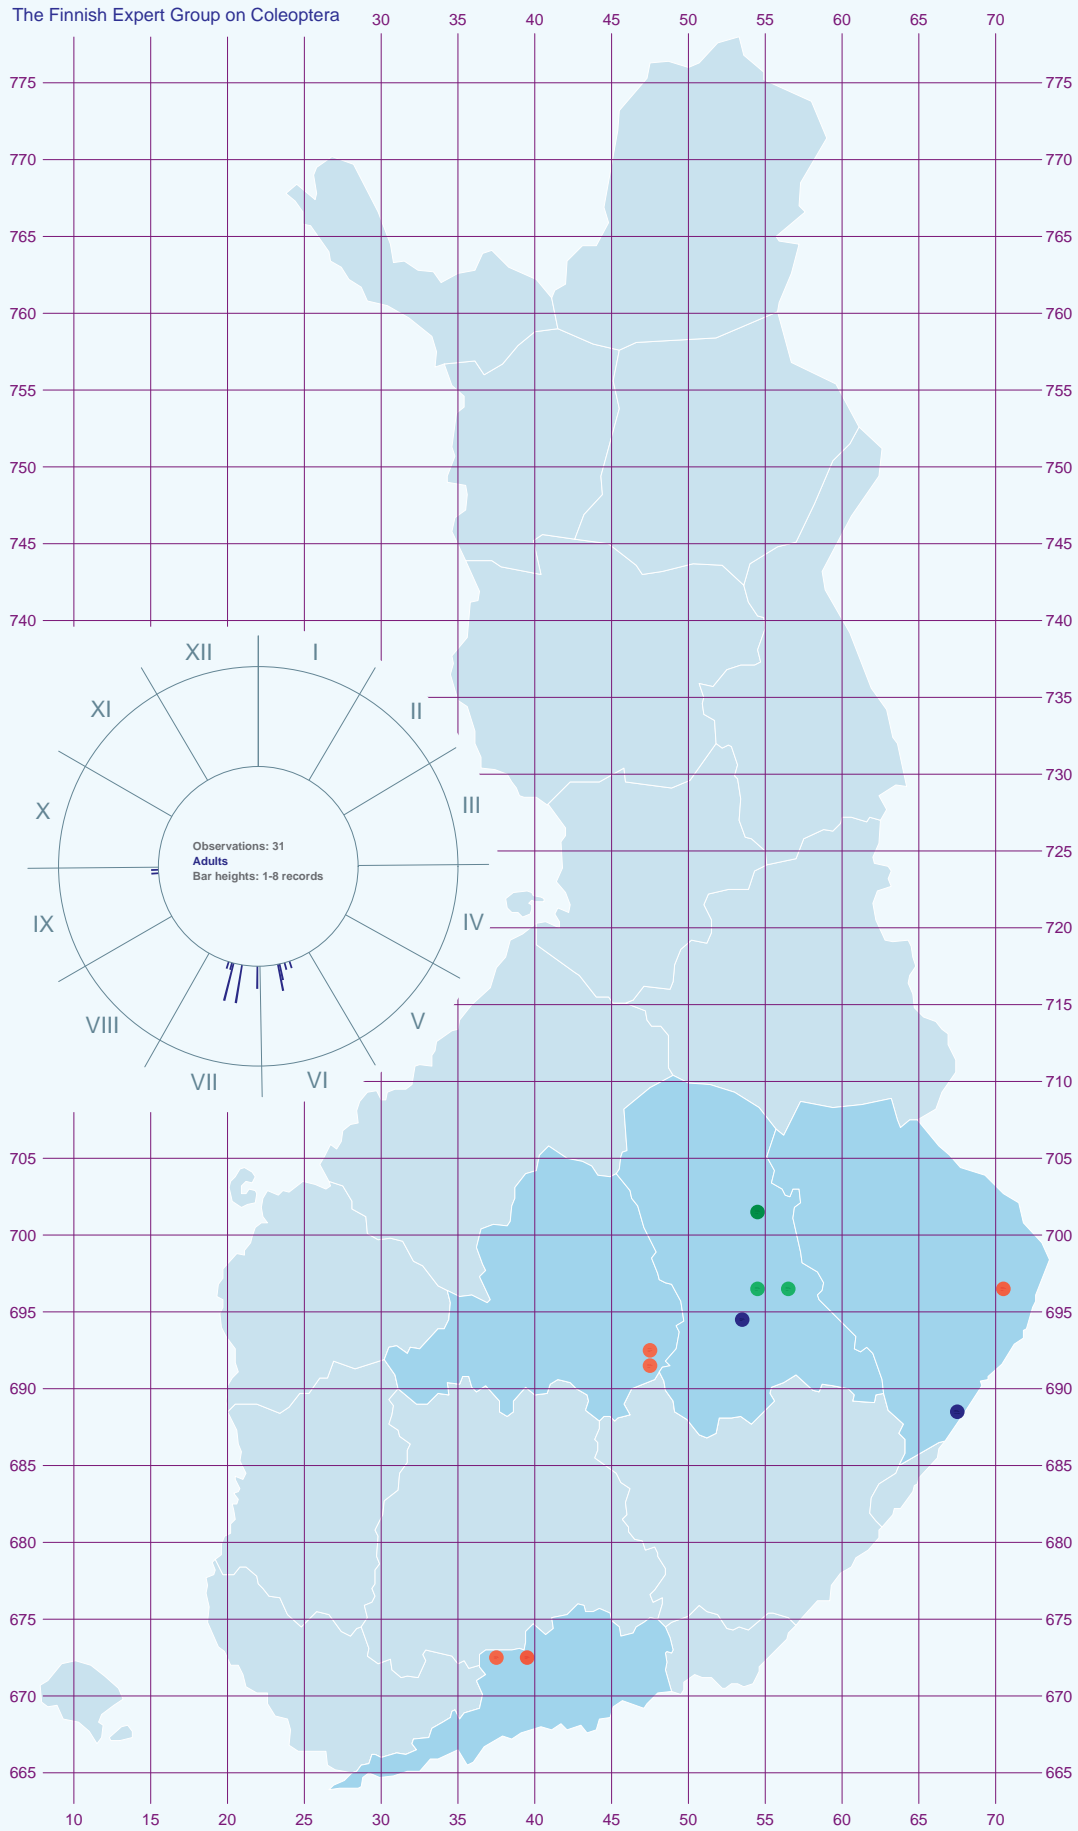 The Finnish Expert Group on Coleoptera
30 35 40 45 50 55 60 65 70
775 775
770 770
765 765
760 760
755 755
750 750
745 745
740 740
735
730
725
720
715
710
705 705
700 700
695 695
690 690
685 685
680 680
675 675
670 670
665 665
10 15 20 25 30 35 40 45 50 55 60 65 70
XII I
XI II
X III
IX IV
VIII V
VII VI
Observations: 31
Adults
Bar heights: 1-8 records